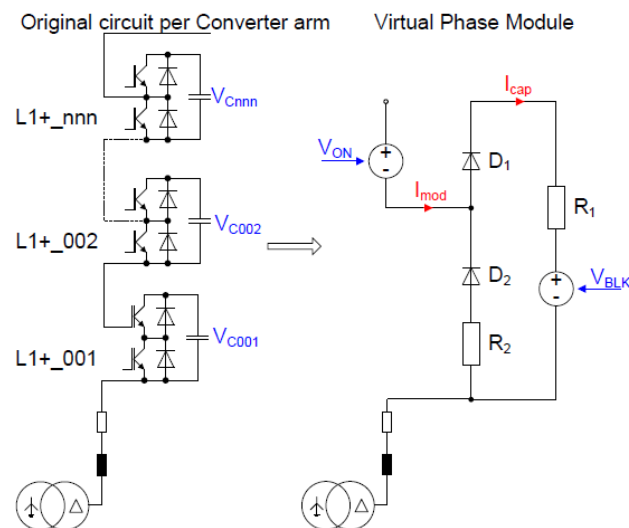 Original circuit per Converter arm
Virtual Phase Module
L1+_nnn
VCnnn
L1+_002
VC002
L1+_001
VC001
VON
+
-
Imod
Icap
D1
R1
D2
VBLK
+
-
R2